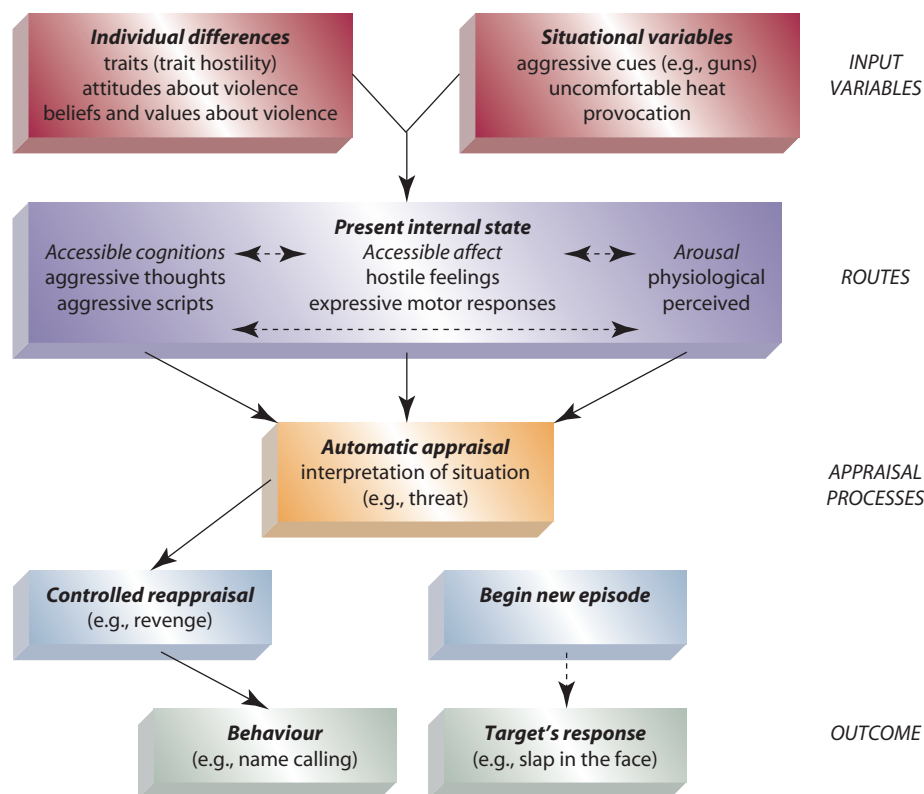 Individual differences
traits (trait hostility)
attitudes about violence
beliefs and values about violence
Situational variables
aggressive cues (e.g., guns)
uncomfortable heat
provocation
INPUT
VARIABLES
Present internal state
Accessible cognitions
aggressive thoughts
aggressive scripts
Accessible affect
hostile feelings
expressive motor responses
Arousal
physiological
perceived
ROUTES
Automatic appraisal
interpretation of situation
(e.g., threat)
APPRAISAL
PROCESSES
Controlled reappraisal
(e.g., revenge)
Begin new episode
Behaviour
(e.g., name calling)
Target's response
(e.g., slap in the face)
OUTCOME